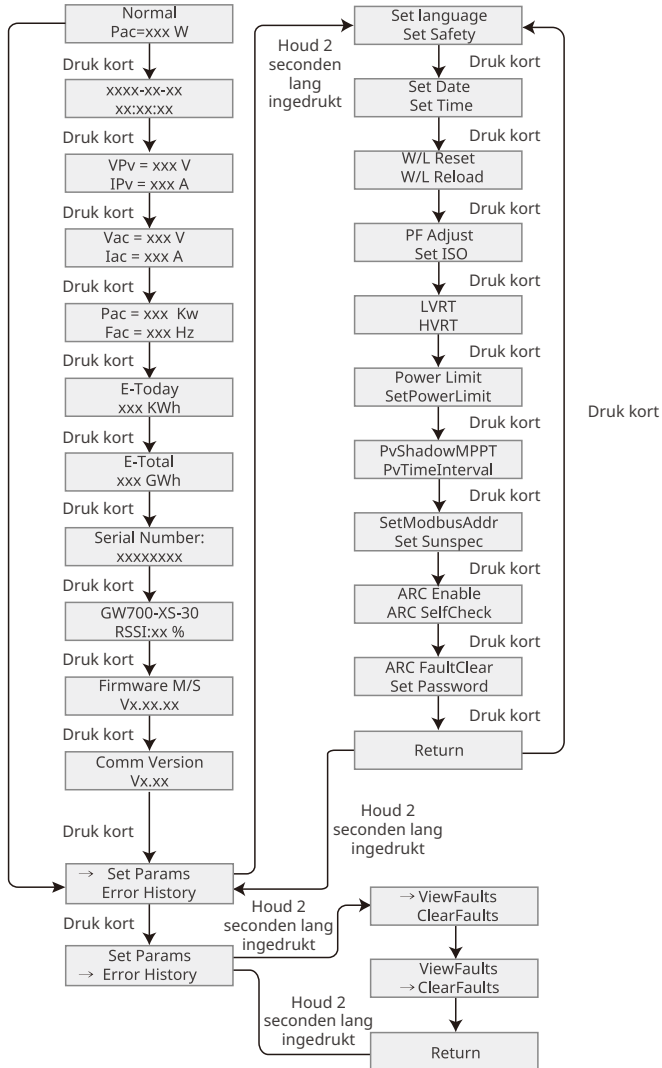 Normal
Pac=xxx W
Druk kort
xxxx-xx-xx
xx:xx:xx
Druk kort
VPv = xxx V
IPv = xxx A
Druk kort
Vac = xxx V
Iac = xxx A
Druk kort
Pac = xxx Kw
Fac = xxx Hz
Druk kort
E-Today
xxx KWh
Druk kort
E-Total
xxx GWh
Druk kort
Serial Number:
xxxxxxxx
Druk kort
GW700-XS-30
RSSI:xx %
Druk kort
Firmware M/S
Vx.xx.xx
Druk kort
Comm Version
Vx.xx
Druk kort
→ Set Params
Error History
Druk kort
Set Params
→ Error History
Houd 2
seconden
lang
ingedrukt
Set language
Set Safety
Druk kort
Set Date
Set Time
Druk kort
W/L Reset
W/L Reload
Druk kort
PF Adjust
Set ISO
Druk kort
LVRT
HVRT
Druk kort
Power Limit
SetPowerLimit
Druk kort
PvShadowMPPT
PvTimeInterval
Druk kort
SetModbusAddr
Set Sunspec
Druk kort
ARC Enable
ARC SelfCheck
Druk kort
ARC FaultClear
Set Password
Druk kort
Return
Druk kort
Houd 2
seconden lang
ingedrukt
Houd 2
seconden lang
ingedrukt
→ ViewFaults
ClearFaults
ViewFaults
→ ClearFaults
Houd 2
seconden lang
ingedrukt
Return